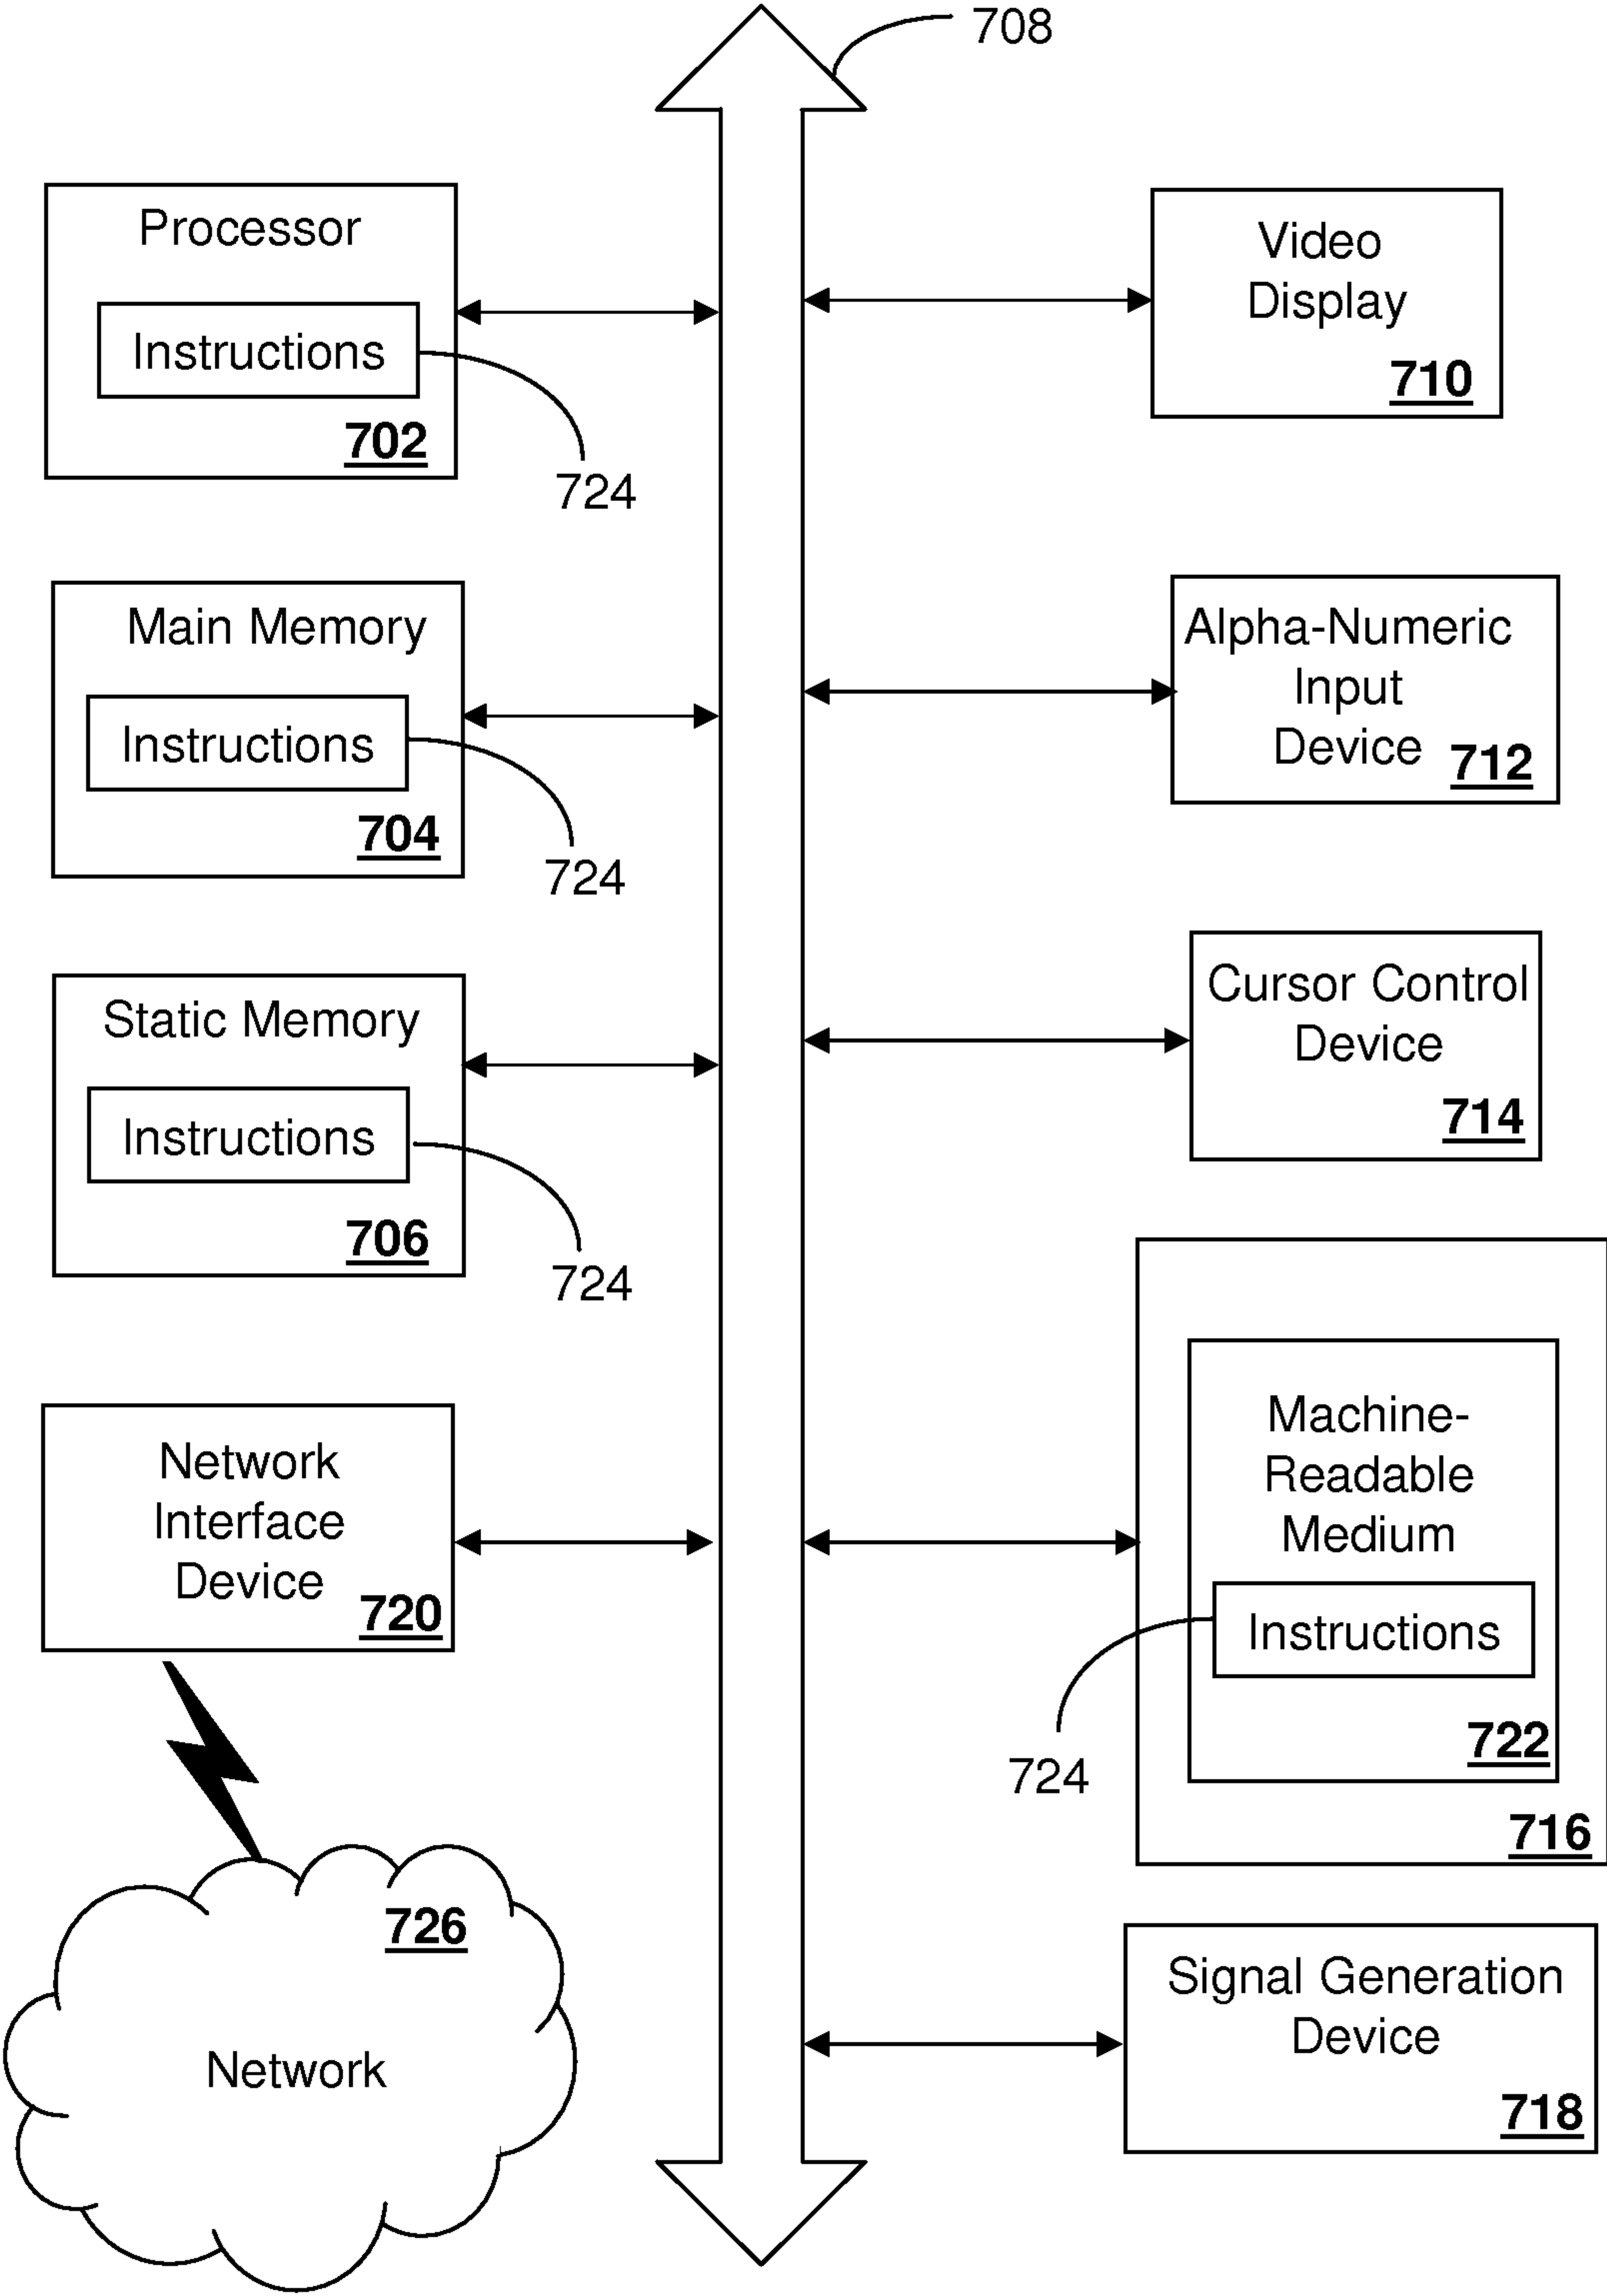 708
Processor
Instructions
702
724
Main Memory
Instructions
704
724
Static Memory
Instructions
706
724
Network
Interface
Device
720
726
Network
Video
Display
710
Alpha-Numeric
Input
Device 712
Cursor Control
Device
714
Machine-
Readable
Medium
Instructions
722
724
716
Signal Generation
Device
718